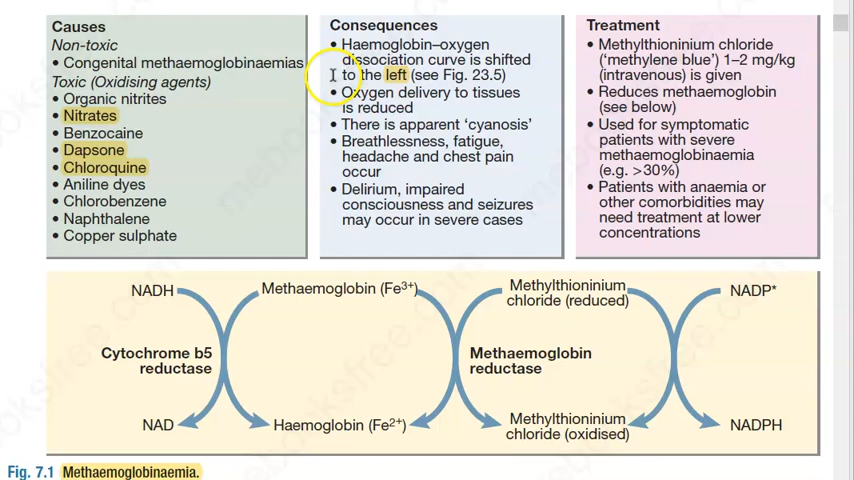 Causes
Non-toxic
• Congenital methaemoglobinaemias
Toxic (Oxidising agents)
• Organic nitrites
• Nitrates
• Benzocaine
• Dapsone
• Chloroquine
• Aniline dyes
• Chlorobenzene
• Naphthalene
• Copper sulphate
Consequences
• Haemoglobin–oxygen
dissociation curve is shifted
to the left (see Fig. 23.5)
• Oxygen delivery to tissues
is reduced
• There is apparent ‘cyanosis’
• Breathlessness, fatigue,
headache and chest pain
occur
• Delirium, impaired
consciousness and seizures
may occur in severe cases
Treatment
• Methylthioninium chloride
(‘methylene blue’) 1–2 mg/kg
(intravenous) is given
• Reduces methaemoglobin
(see below)
• Used for symptomatic
patients with severe
methaemoglobinaemia
(e.g. >30%)
• Patients with anaemia or
other comorbidities may
need treatment at lower
concentrations
NADH
Methaemoglobin (Fe³⁺)
Methylthioninium
chloride (reduced)
NADP*
Cytochrome b5
reductase
Methaemoglobin
reductase
NAD
Haemoglobin (Fe²⁺)
Methylthioninium
chloride (oxidised)
NADPH
Fig. 7.1 Methaemoglobinaemia.